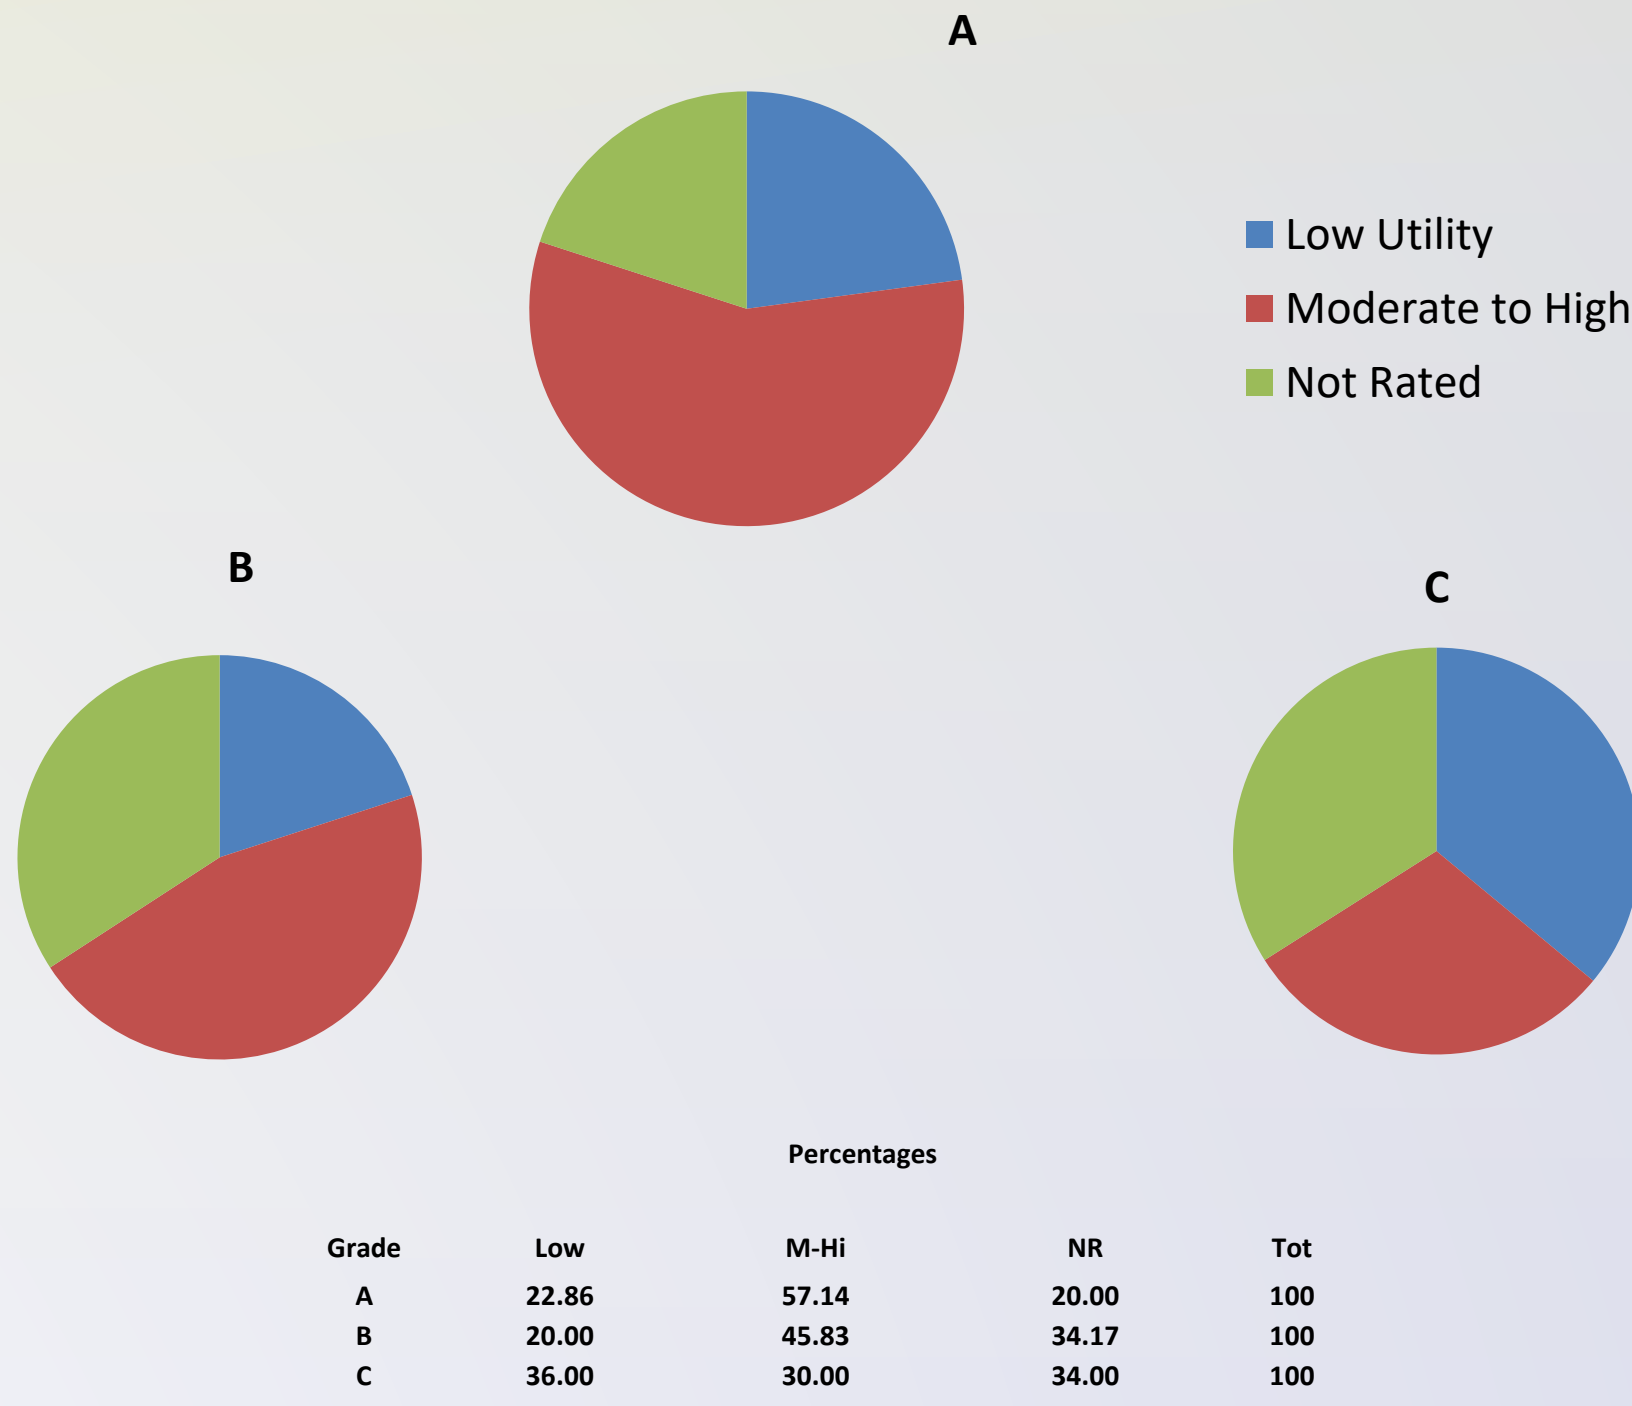 A
Low Utility
Moderate to High
Not Rated
B
C
Percentages
Grade Low M-Hi NR Tot
A 22.86 57.14 20.00 100
B 20.00 45.83 34.17 100
C 36.00 30.00 34.00 100